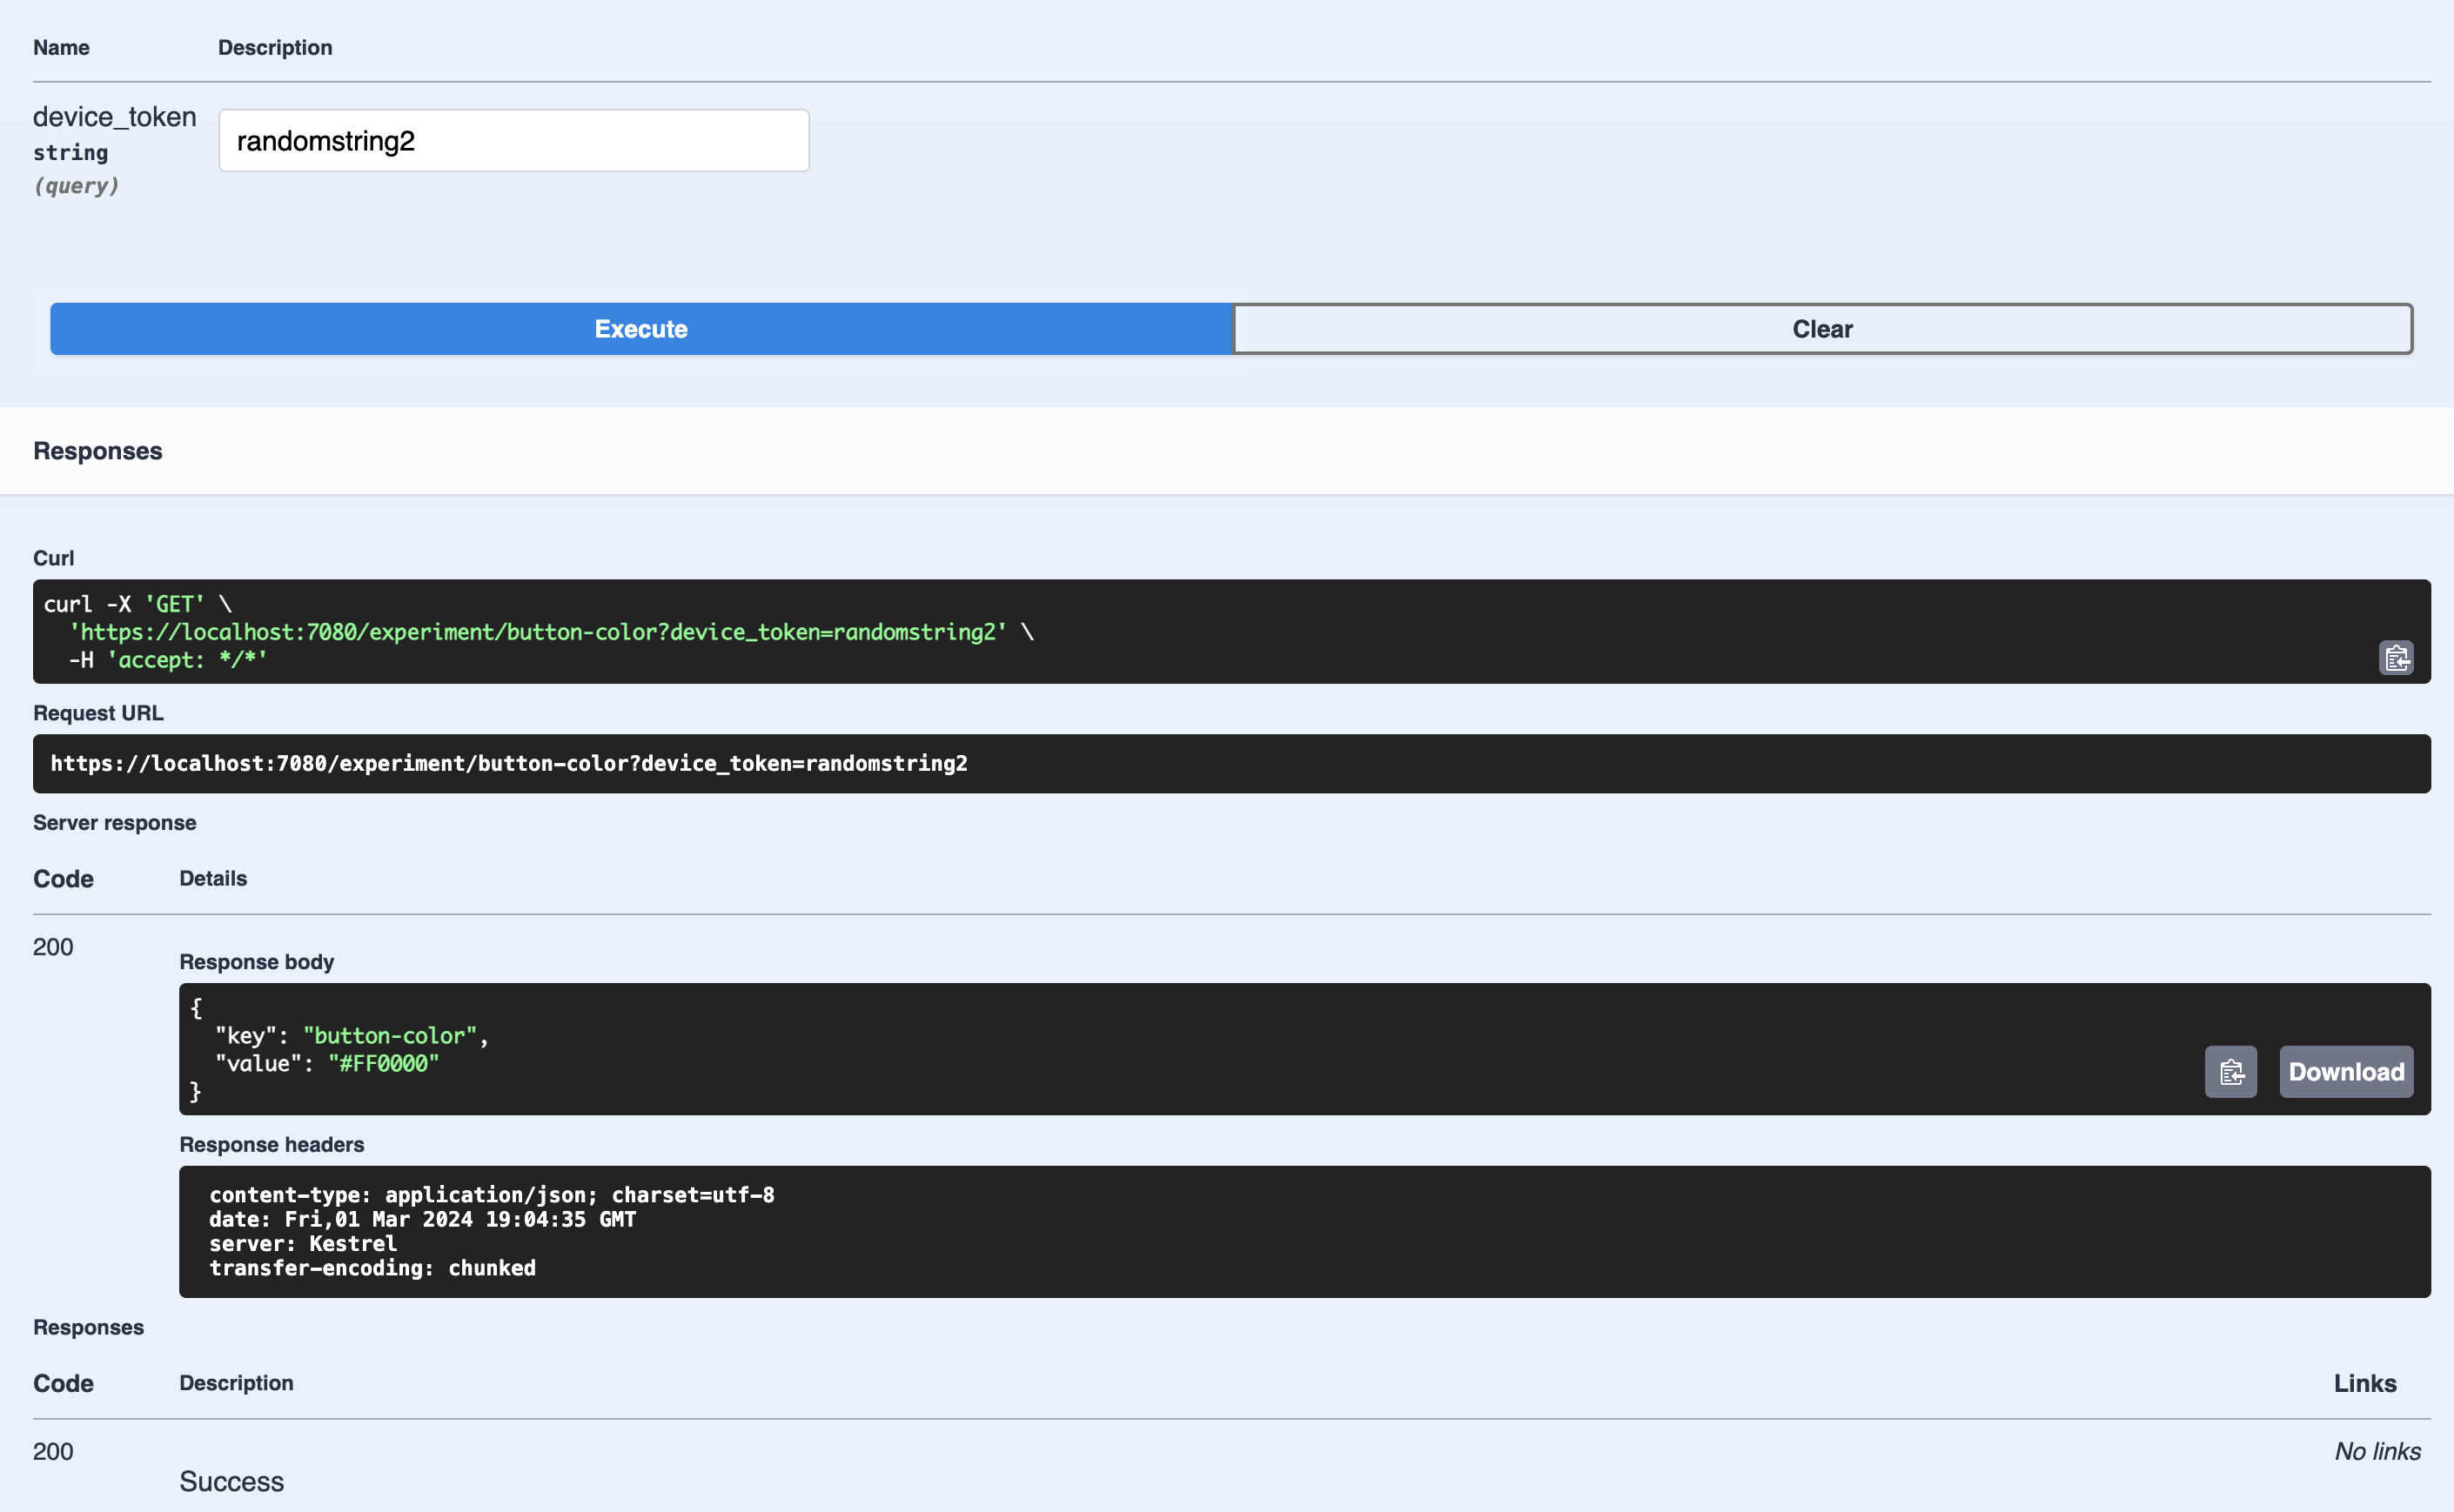 Name Description
device_token randomstring2
string
(query)
Execute Clear
Responses
Curl
curl -X 'GET' \
'https://localhost:7080/experiment/button-color?device_token=randomstring2' \
-H 'accept: */*'
Request URL
https://localhost:7080/experiment/button-color?device_token=randomstring2
Server response
Code Details
200
Response body
{
"key": "button-color",
"value": "#FF0000"
}
Download
Response headers
content-type: application/json; charset=utf-8
date: Fri,01 Mar 2024 19:04:35 GMT
server: Kestrel
transfer-encoding: chunked
Responses
Code Description Links
200 No links
Success